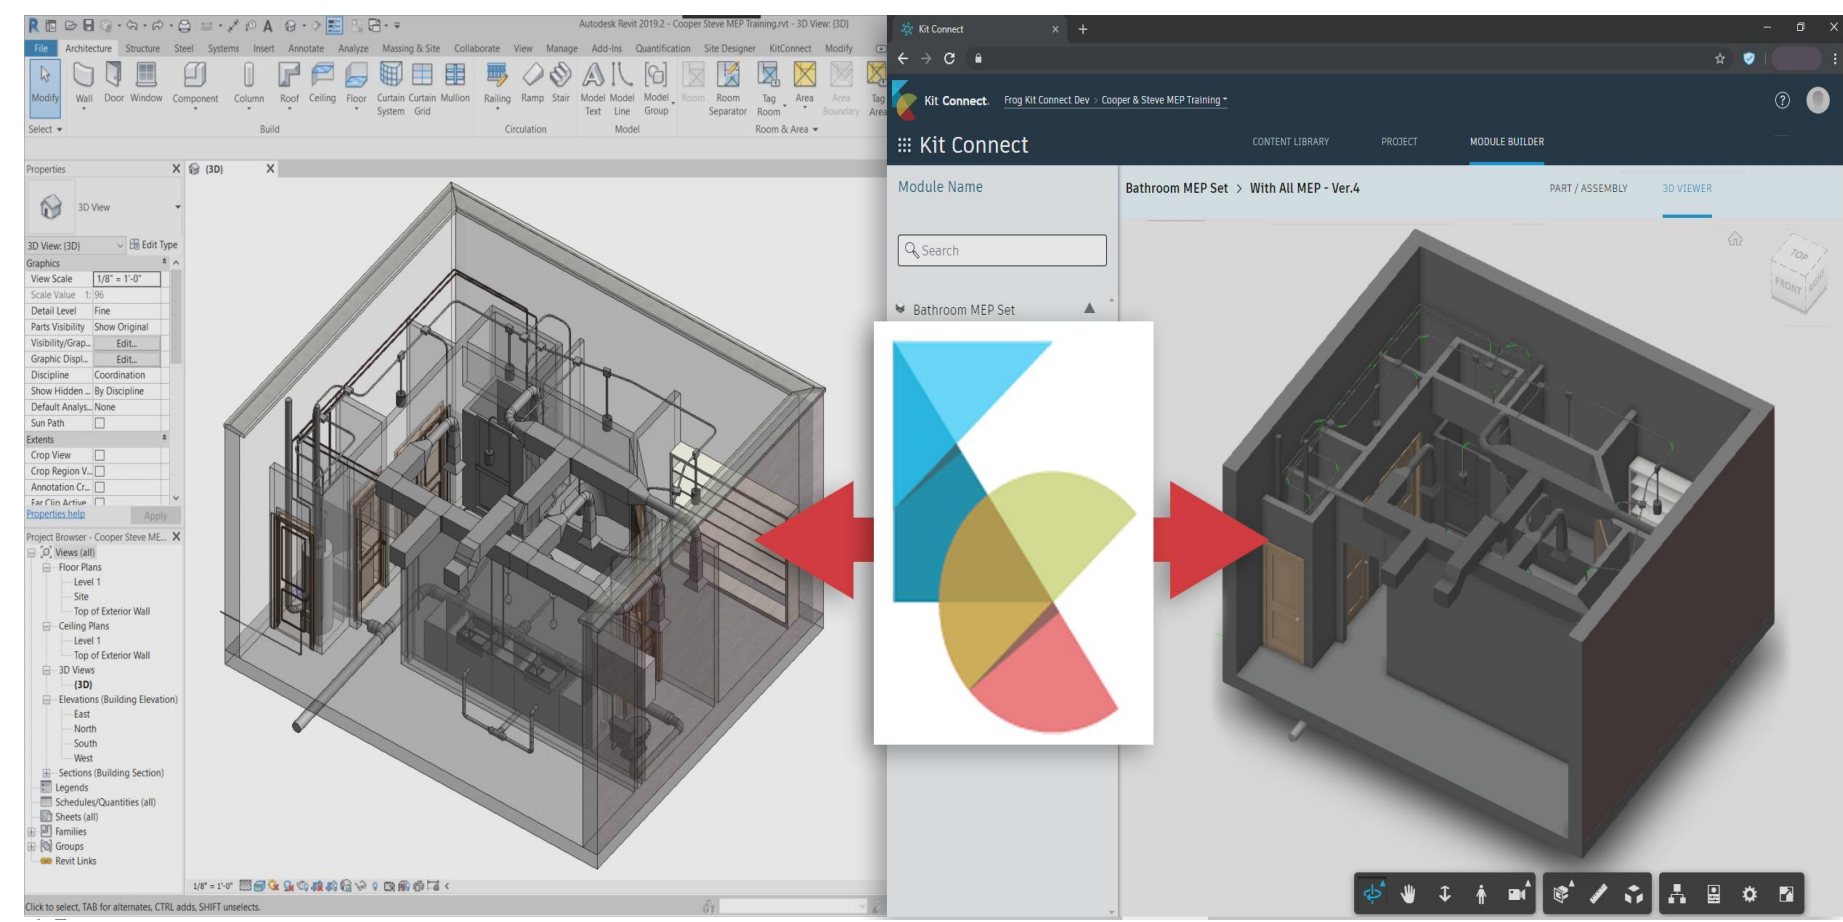 Autodesk Revit 2019.2 - Cooper Steve MEP Training.rvt - 3D View: {3D}
File Architecture Structure Steel Systems Insert Annotate Analyze Massing & Site Collaborate View Manage Add-Ins Quantification Site Designer KitConnect Modify
Modify Wall Door Window Component Column Roof Ceiling Floor Curtain System Curtain Grid Mullion Railing Ramp Stair Model Text Model Line Model Group Room Room Separator Tag Room Area Area Boundary Tag Area
Select Build Circulation Model Room & Area
Properties X (3D) X
3D View
3D View: {3D} Edit Type
Graphics
View Scale 1/8" = 1'-0"
Scale Value 1: 96
Detail Level Fine
Parts Visibility Show Original
Visibility/Grap... Edit...
Graphic Displ... Edit...
Discipline Coordination
Show Hidden ... By Discipline
Default Analys... None
Sun Path
Extents
Crop View
Crop Region V...
Annotation Cr...
Far Clip Active
Properties help Apply
Project Browser - Cooper Steve ME... X
Views (all)
Floor Plans
Level 1
Site
Top of Exterior Wall
Ceiling Plans
Level 1
Top of Exterior Wall
3D Views
(3D)
Elevations (Building Elevation)
East
North
South
West
Sections (Building Section)
Legends
Schedules/Quantities (all)
Sheets (all)
Families
Groups
Revit Links
1/8" = 1'-0"
Click to select, TAB for alternates, CTRL adds, SHIFT unselects.
Kit Connect
Kit Connect. Frog Kit Connect Dev > Cooper & Steve MEP Training
Kit Connect CONTENT LIBRARY PROJECT MODULE BUILDER
Module Name
Bathroom MEP Set > With All MEP - Ver.4 PART / ASSEMBLY 3D VIEWER
Search
Bathroom MEP Set
TOP
FRONT
RIGHT